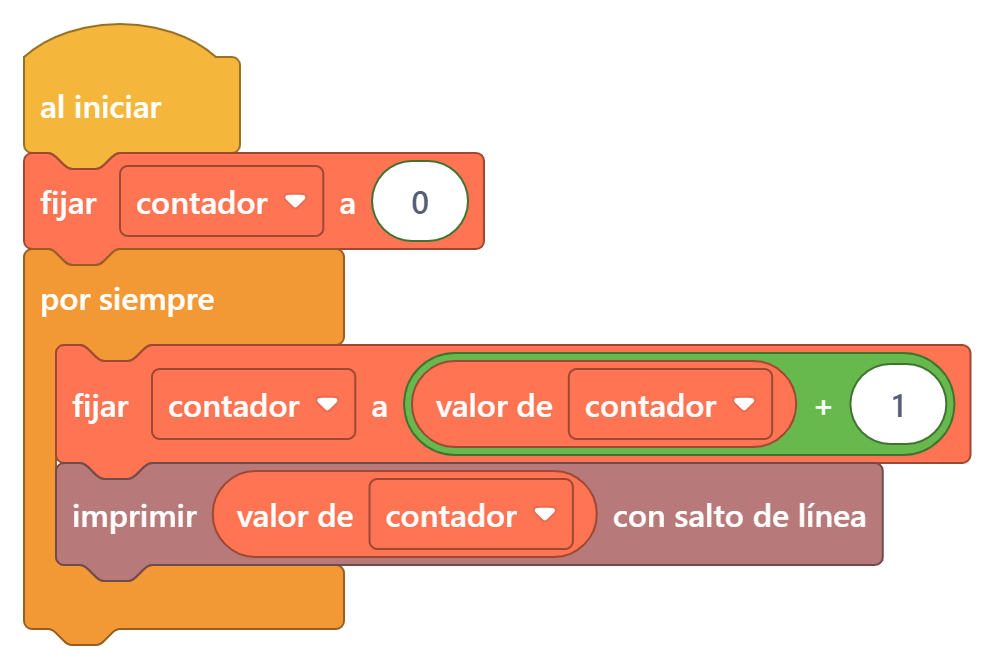 al iniciar
fijar contador a 0
por siempre
fijar contador a valor de contador + 1
imprimir valor de contador con salto de línea